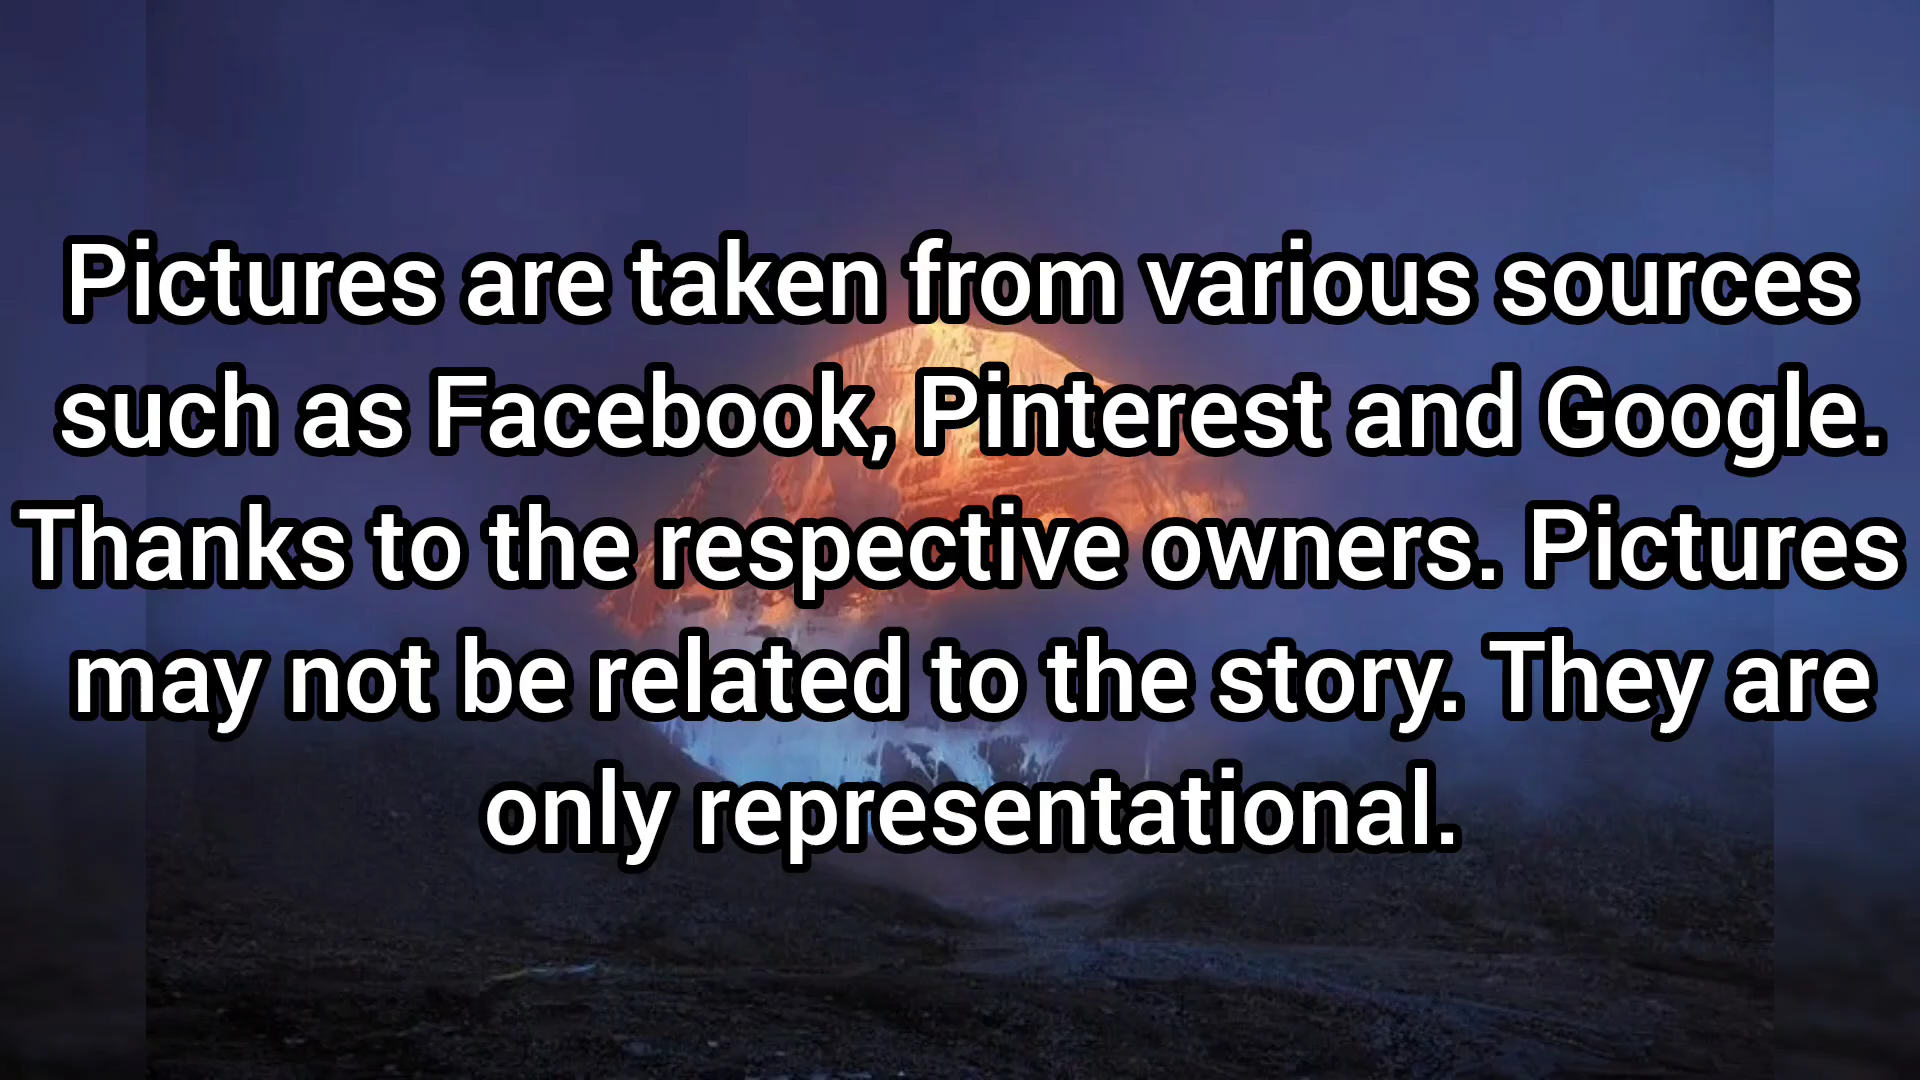 Pictures are taken from various sources
such as Facebook, Pinterest and Google.
Thanks to the respective owners. Pictures
may not be related to the story. They are
only representational.